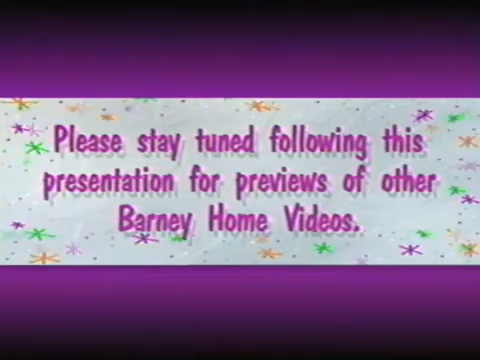 Please stay tuned following this
presentation for previews of other
Barney Home Videos.